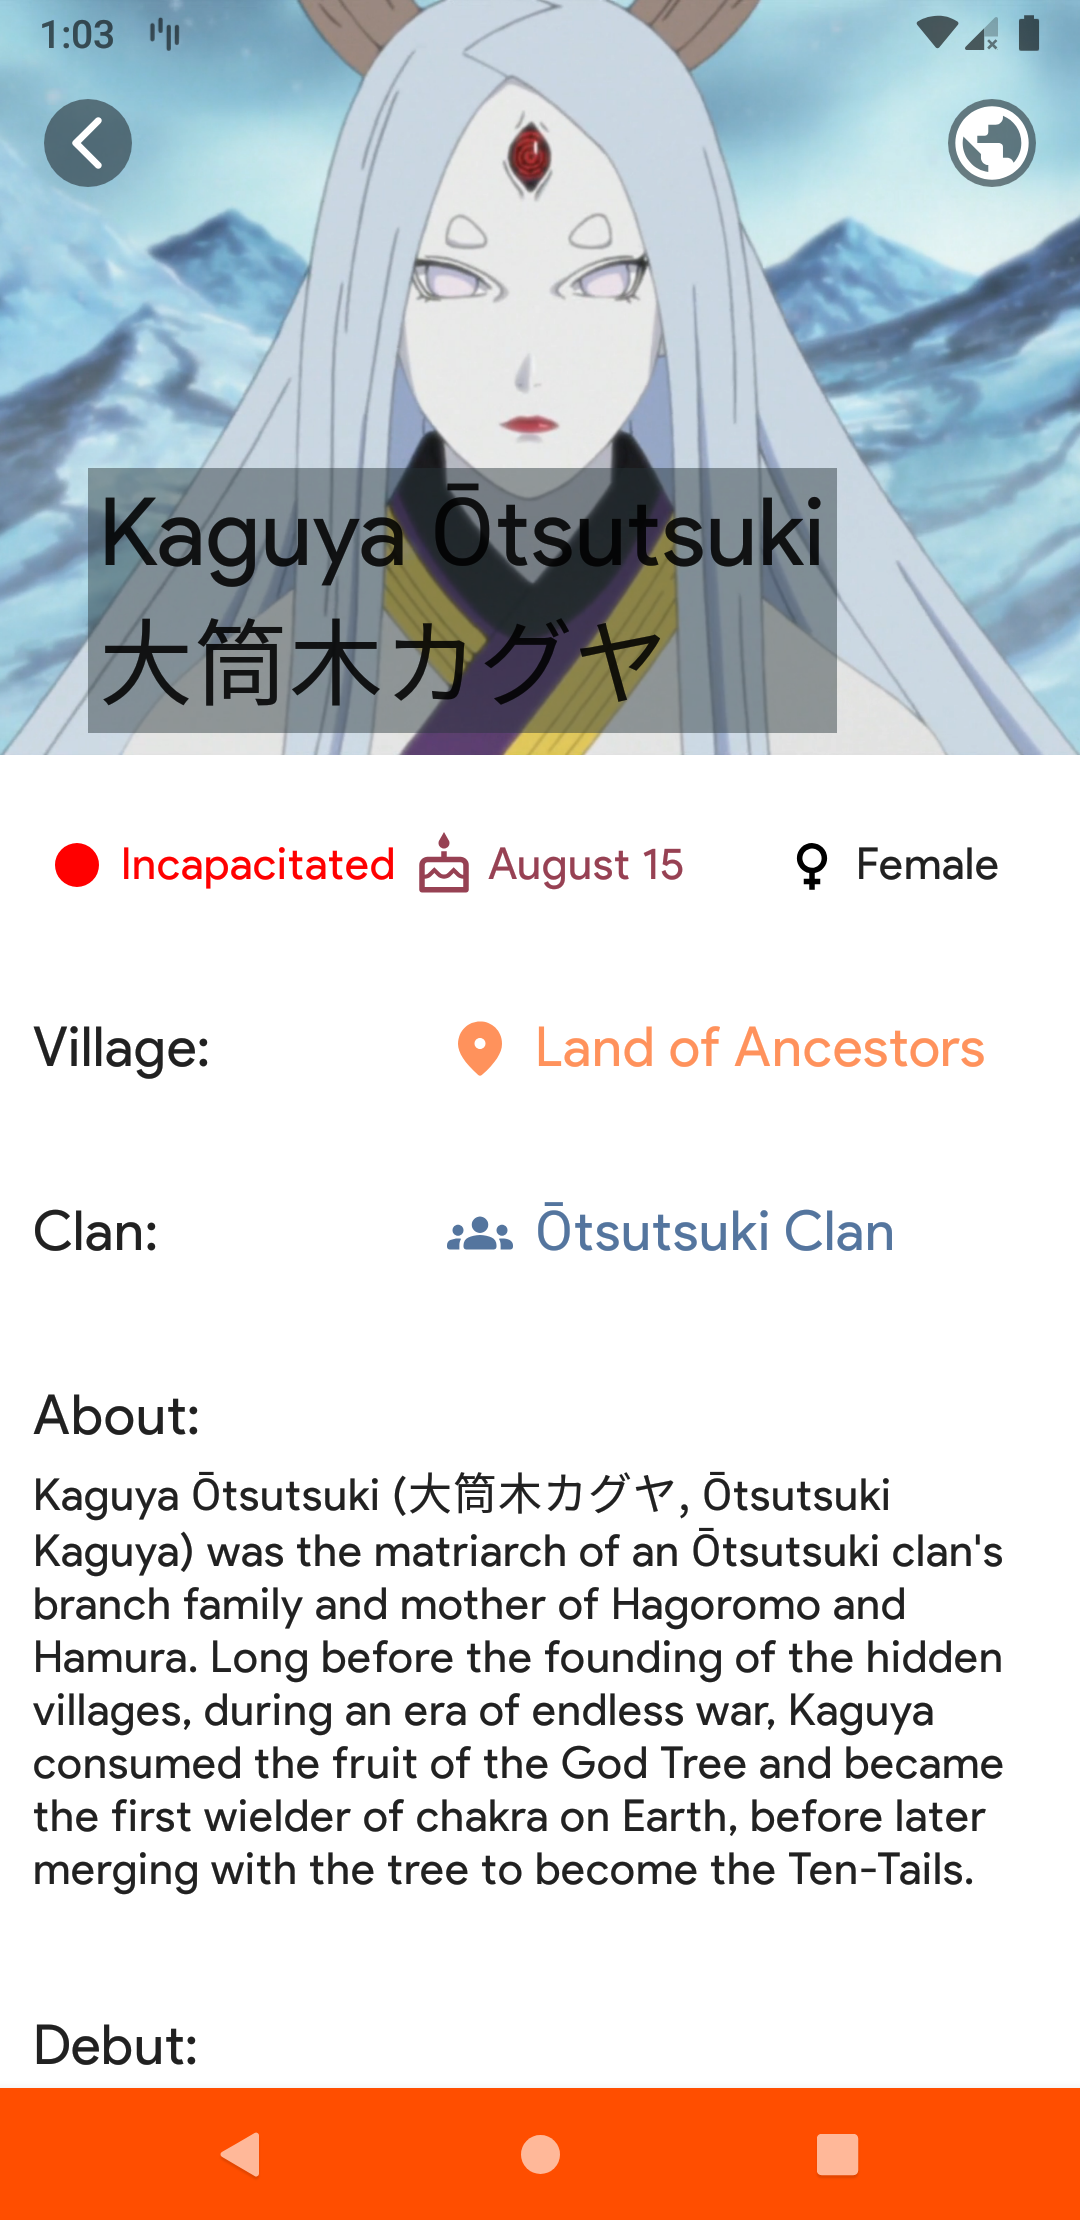 1:03
Kaguya Ōtsutsuki
大筒木カグヤ
Incapacitated
August 15
Female
Village:
Land of Ancestors
Clan:
Ōtsutsuki Clan
About:
Kaguya Ōtsutsuki (大筒木カグヤ, Ōtsutsuki
Kaguya) was the matriarch of an Ōtsutsuki clan's
branch family and mother of Hagoromo and
Hamura. Long before the founding of the hidden
villages, during an era of endless war, Kaguya
consumed the fruit of the God Tree and became
the first wielder of chakra on Earth, before later
merging with the tree to become the Ten-Tails.
Debut: